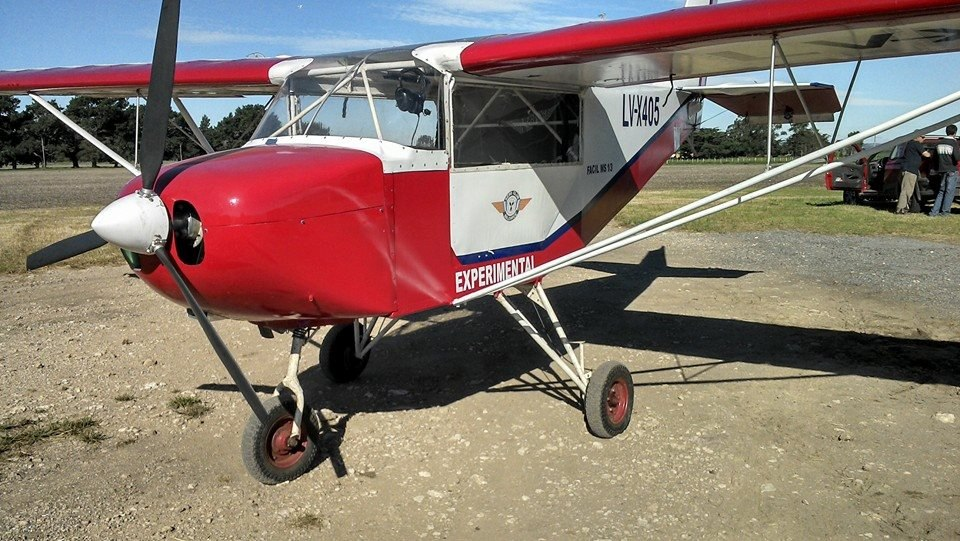 LV-X405
FACIL MS 13
EXPERIMENTAL